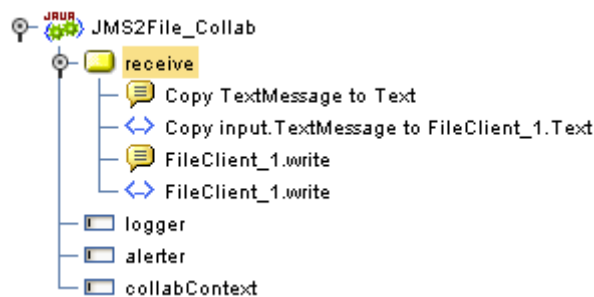 JAVA
JMS2File_Collab
receive
Copy TextMessage to Text
Copy input.TextMessage to FileClient_1.Text
FileClient_1.write
FileClient_1.write
logger
alerter
collabContext